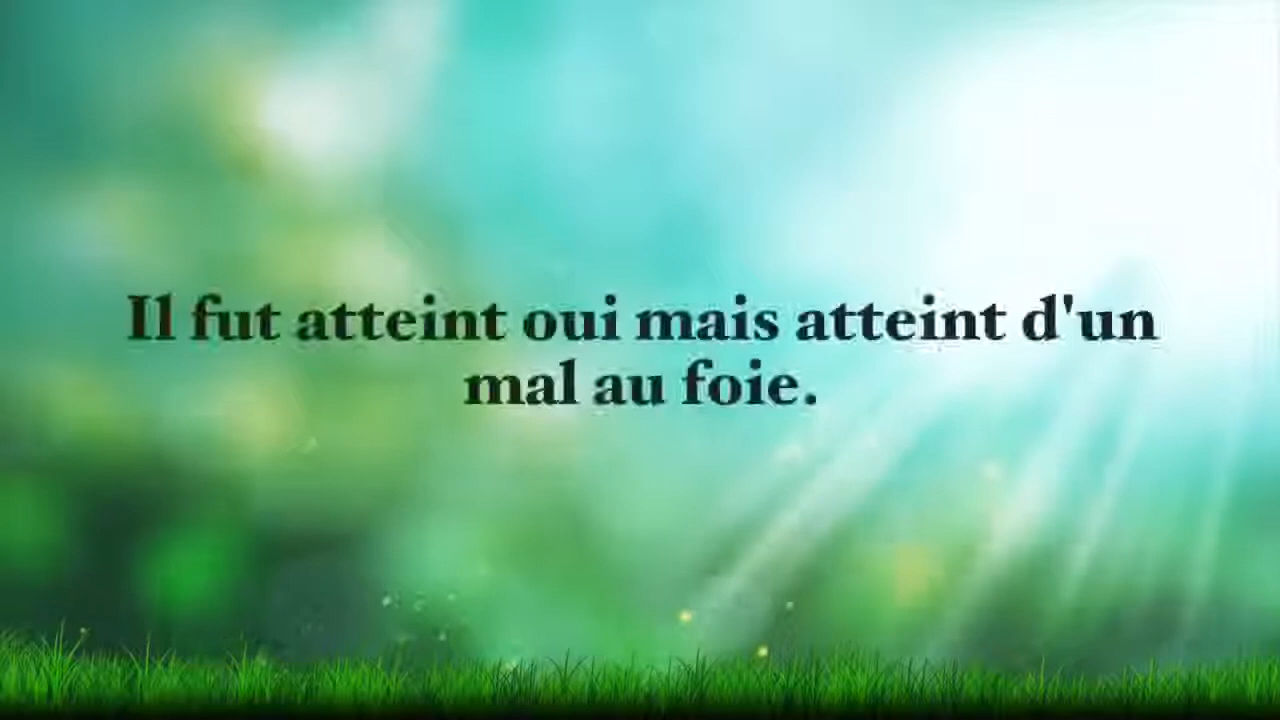 Il fut atteint oui mais atteint d'un
mal au foie.